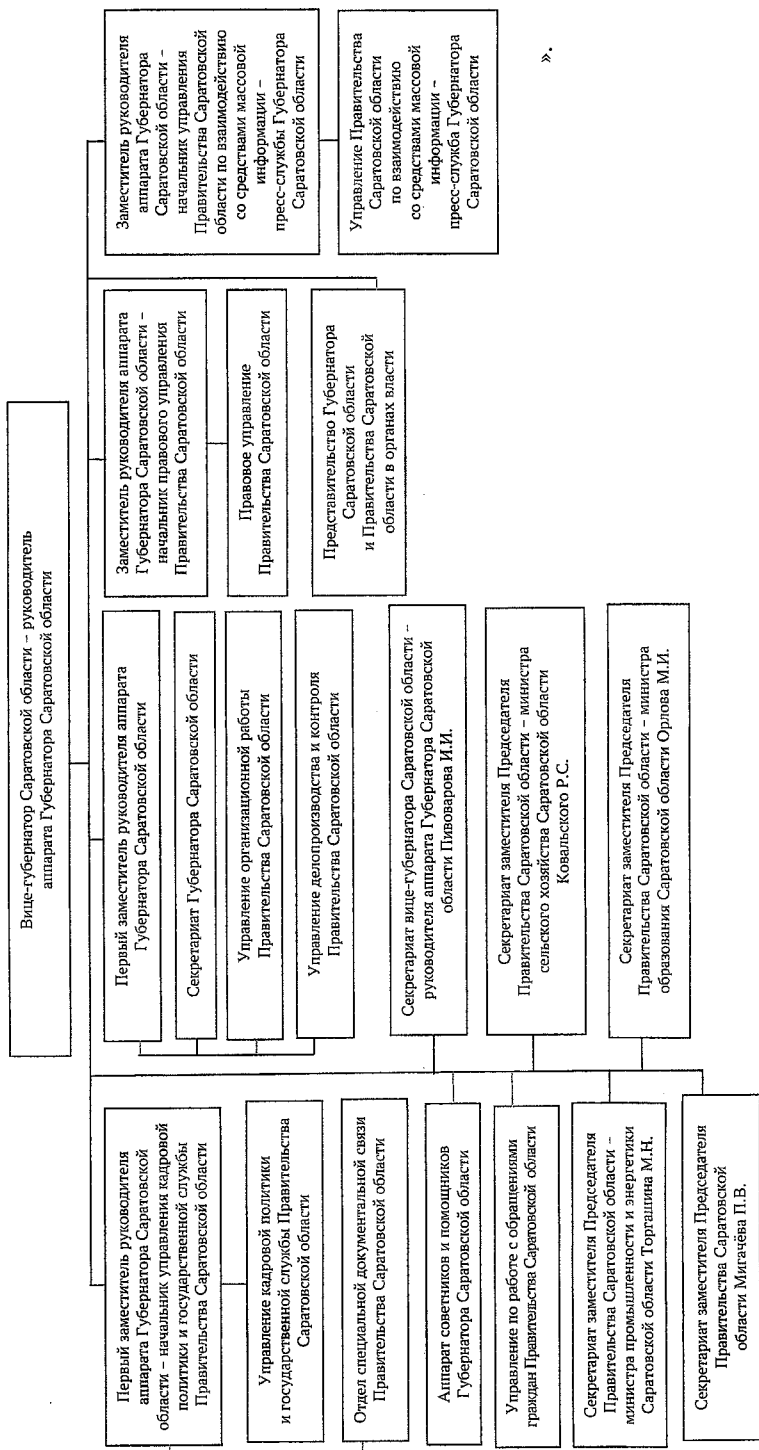 Вице-губернатор Саратовской области – руководитель
аппарата Губернатора Саратовской области
Первый заместитель руководителя
аппарата Губернатора Саратовской
области – начальник управления кадровой
политики и государственной службы
Правительства Саратовской области
Управление кадровой политики
и государственной службы Правительства
Саратовской области
Отдел специальной документальной связи
Правительства Саратовской области
Аппарат советников и помощников
Губернатора Саратовской области
Управление по работе с обращениями
граждан Правительства Саратовской области
Секретариат заместителя Председателя
Правительства Саратовской области –
министра промышленности и энергетики
Саратовской области Торгашина М.Н.
Секретариат заместителя Председателя
Правительства Саратовской
области Мигачёва П.В.
Первый заместитель руководителя аппарата
Губернатора Саратовской области
Секретариат Губернатора Саратовской области
Управление организационной работы
Правительства Саратовской области
Управление делопроизводства и контроля
Правительства Саратовской области
Секретариат вице-губернатора Саратовской области –
руководителя аппарата Губернатора Саратовской
области Пивоварова И.И.
Секретариат заместителя Председателя
Правительства Саратовской области – министра
сельского хозяйства Саратовской области
Ковальского Р.С.
Секретариат заместителя Председателя
Правительства Саратовской области – министра
образования Саратовской области Орлова М.И.
Заместитель руководителя аппарата
Губернатора Саратовской области –
начальник правового управления
Правительства Саратовской области
Правовое управление
Правительства Саратовской области
Представительство Губернатора
Саратовской области
и Правительства Саратовской
области в органах власти
Заместитель руководителя
аппарата Губернатора
Саратовской области –
начальник управления
Правительства Саратовской
области по взаимодействию
со средствами массовой
информации –
пресс-службы Губернатора
Саратовской области
Управление Правительства
Саратовской области
по взаимодействию
со средствами массовой
информации –
пресс-служба Губернатора
Саратовской области
».